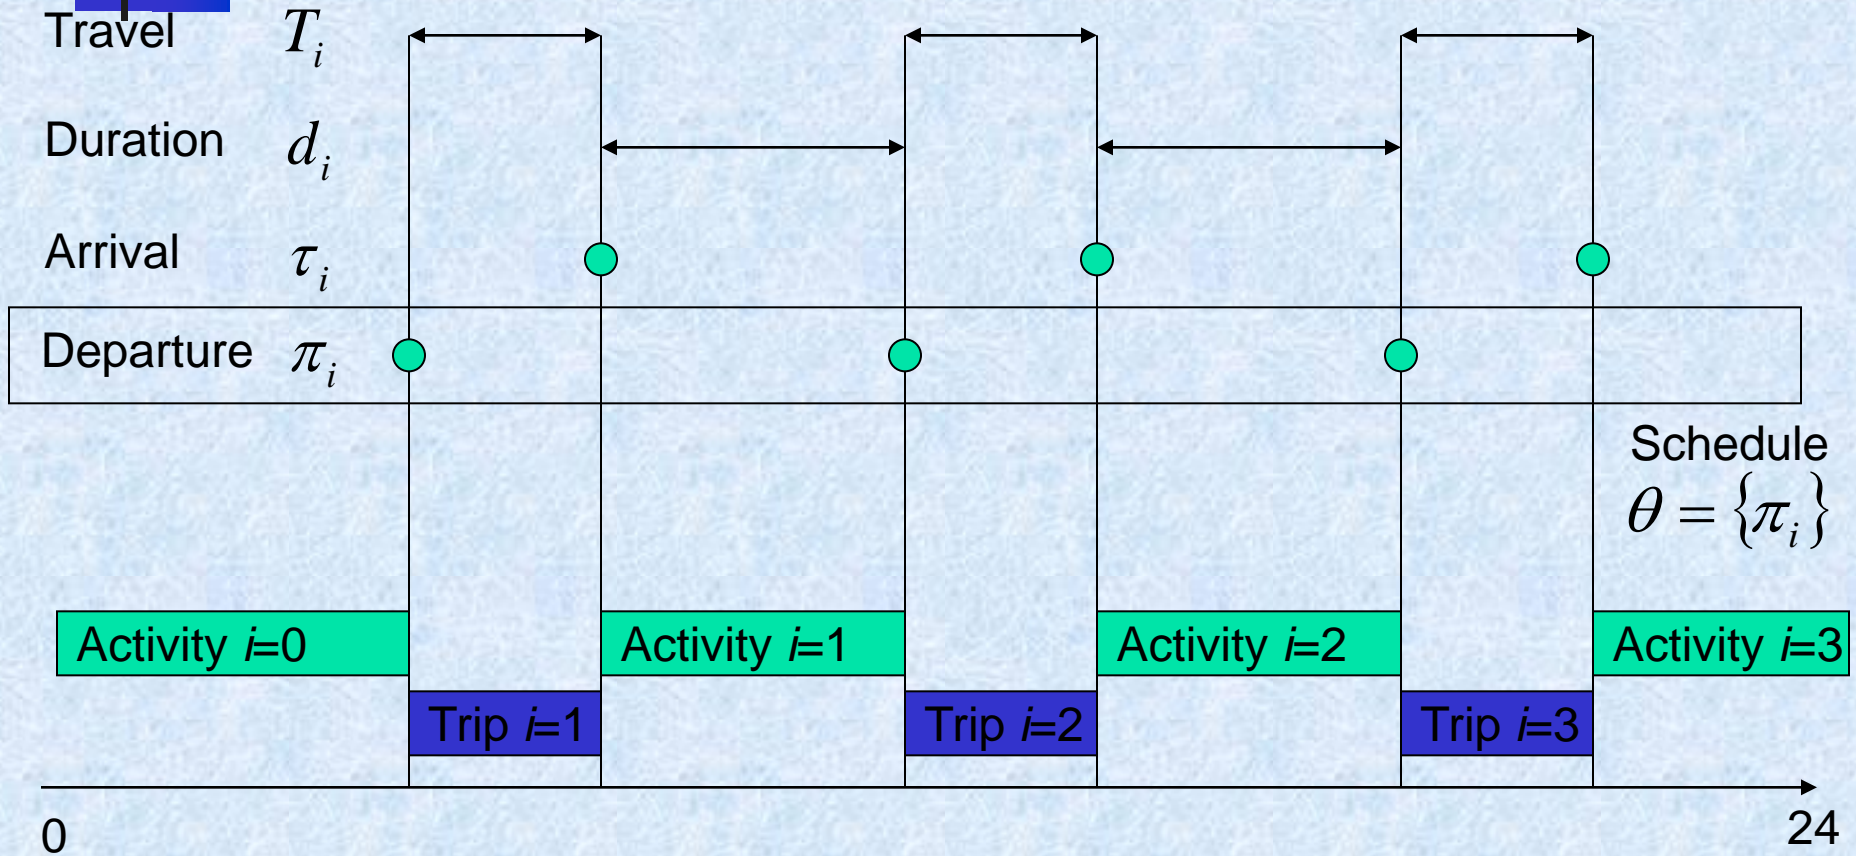 Travel T_i
Duration d_i
Arrival τ_i
Departure π_i
Schedule
θ = {π_i}
Activity i=0
Activity i=1
Activity i=2
Activity i=3
Trip i=1
Trip i=2
Trip i=3
0
24